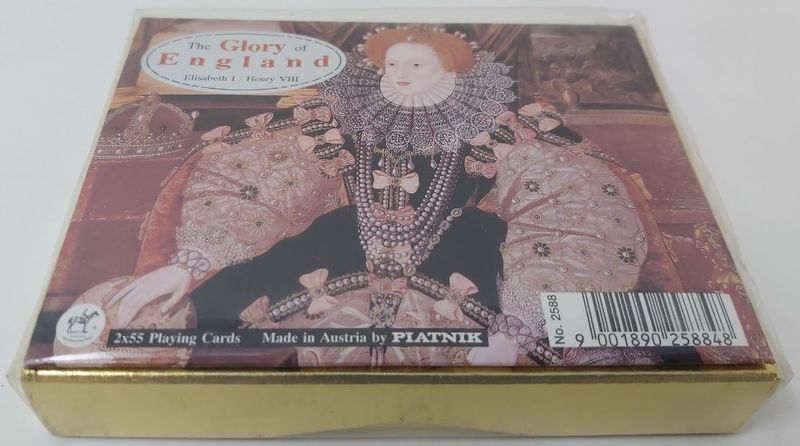 The Glory of
England
Elisabeth I / Henry VIII
2x55 Playing Cards Made in Austria by PIATNIK
No. 2588
9 001890 258848